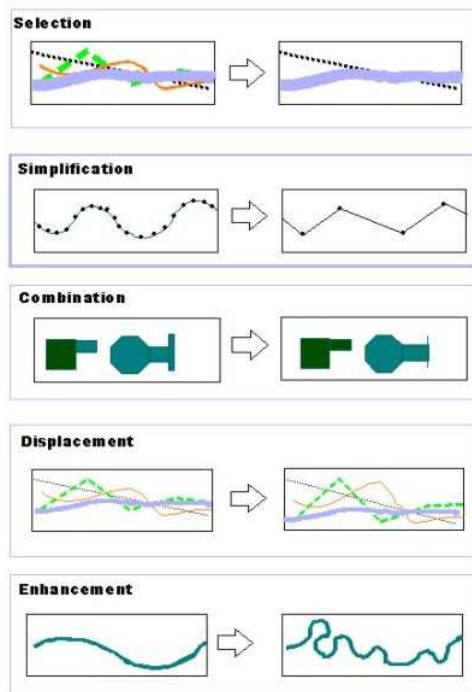 Selection
Simplification
Combination
Displacement
Enhancement